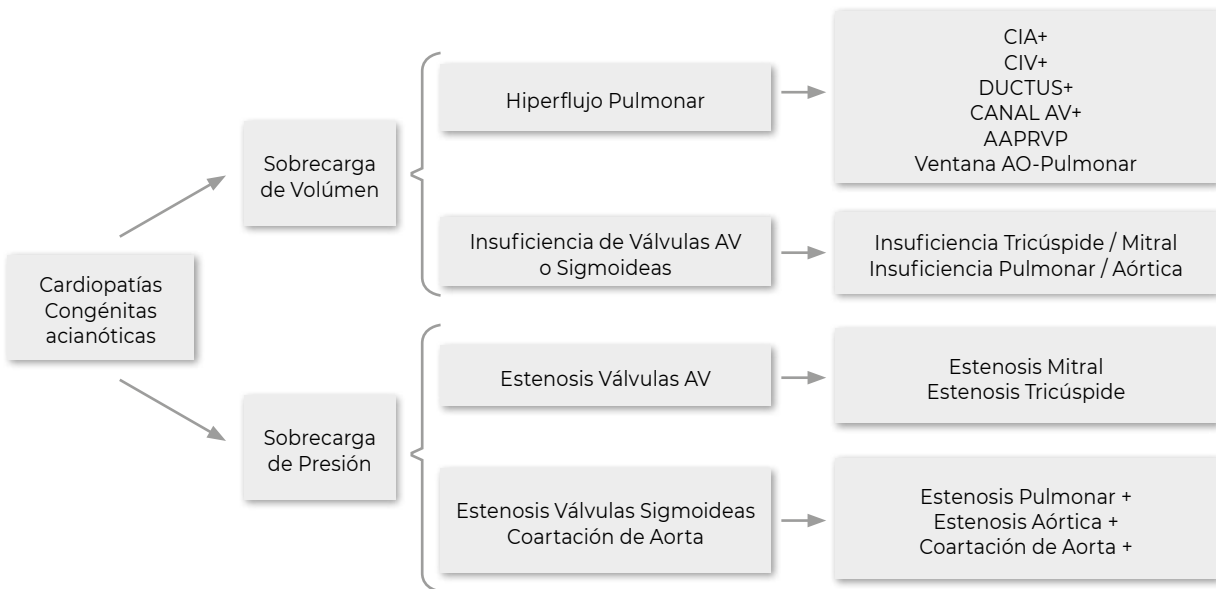 Cardiopatías
Congénitas
acianóticas
Sobrecarga
de Volúmen
Hiperflujo Pulmonar
CIA+
CIV+
DUCTUS+
CANAL AV+
AAPRVP
Ventana AO-Pulmonar
Insuficiencia de Válvulas AV
o Sigmoideas
Insuficiencia Tricúspide / Mitral
Insuficiencia Pulmonar / Aórtica
Sobrecarga
de Presión
Estenosis Válvulas AV
Estenosis Mitral
Estenosis Tricúspide
Estenosis Válvulas Sigmoideas
Coartación de Aorta
Estenosis Pulmonar +
Estenosis Aórtica +
Coartación de Aorta +